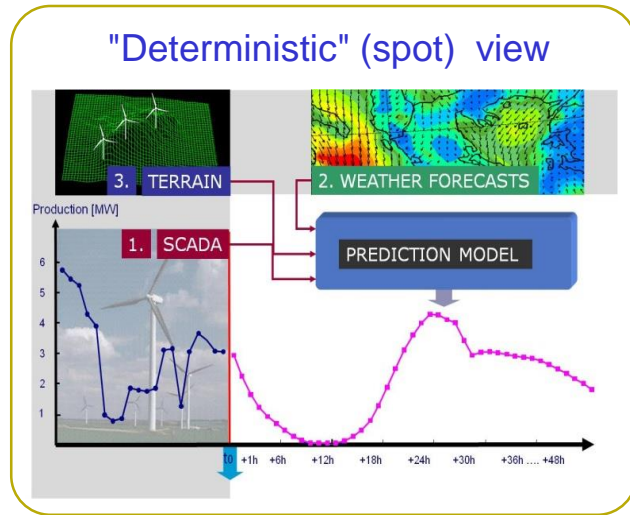 "Deterministic" (spot) view
3. TERRAIN
2. WEATHER FORECASTS
Production [MW]
1. SCADA
PREDICTION MODEL
6
5
4
3
2
1
t0 +1h +6h +12h +18h +24h +30h +36h .... +48h